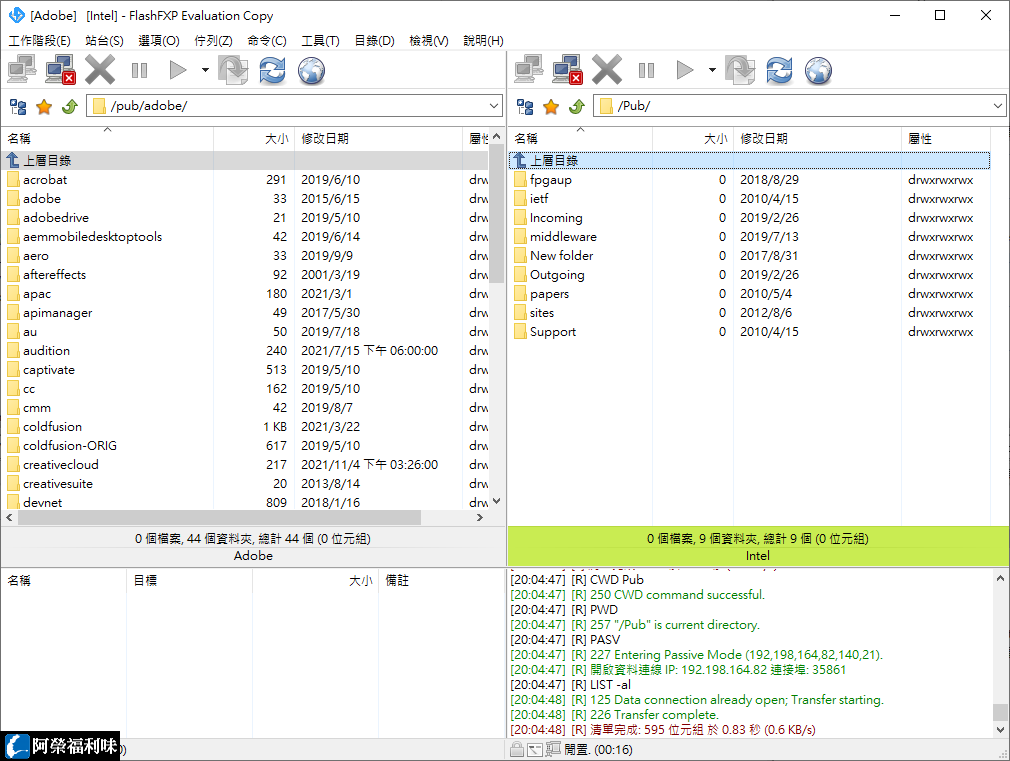 [Adobe] [Intel] - FlashFXP Evaluation Copy
工作階段(E) 站台(S) 選項(O) 佇列(Z) 命令(C) 工具(T) 目錄(D) 檢視(V) 說明(H)
/pub/adobe/
名稱 大小 修改日期 屬性
上層目錄
acrobat 291 2019/6/10 drw
adobe 33 2015/6/15 drw
adobedrive 21 2019/5/10 drw
aemmobiledesktoptools 42 2019/6/14 drw
aero 33 2019/9/9 drw
aftereffects 92 2001/3/19 drw
apac 180 2021/3/1 drw
apimanager 49 2017/5/30 drw
au 50 2019/7/18 drw
audition 240 2021/7/15 下午 06:00:00 drw
captivate 513 2019/5/10 drw
cc 162 2019/5/10 drw
cmm 42 2019/8/7 drw
coldfusion 1 KB 2021/3/22 drw
coldfusion-ORIG 617 2019/5/10 drw
creativecloud 217 2021/11/4 下午 03:26:00 drw
creativesuite 20 2013/8/14 drw
devnet 809 2018/1/16 drw
0 個檔案, 44 個資料夾, 總計 44 個 (0 位元組)
Adobe
/Pub/
名稱 大小 修改日期 屬性
上層目錄
fpgaup 0 2018/8/29 drwxrwxrwx
ietf 0 2010/4/15 drwxrwxrwx
Incoming 0 2019/2/26 drwxrwxrwx
middleware 0 2019/7/13 drwxrwxrwx
New folder 0 2017/8/31 drwxrwxrwx
Outgoing 0 2019/2/26 drwxrwxrwx
papers 0 2010/5/4 drwxrwxrwx
sites 0 2012/8/6 drwxrwxrwx
Support 0 2010/4/15 drwxrwxrwx
0 個檔案, 9 個資料夾, 總計 9 個 (0 位元組)
Intel
名稱 目標 大小 備註
[20:04:47] [R] CWD Pub
[20:04:47] [R] 250 CWD command successful.
[20:04:47] [R] PWD
[20:04:47] [R] 257 "/Pub" is current directory.
[20:04:47] [R] PASV
[20:04:47] [R] 227 Entering Passive Mode (192,198,164,82,140,21).
[20:04:47] [R] 開啟資料連線 IP: 192.198.164.82 連接埠: 35861
[20:04:47] [R] LIST -al
[20:04:48] [R] 125 Data connection already open; Transfer starting.
[20:04:48] [R] 226 Transfer complete.
[20:04:48] [R] 清單完成: 595 位元組 於 0.83 秒 (0.6 KB/s)
阿榮福利味
閒置. (00:16)